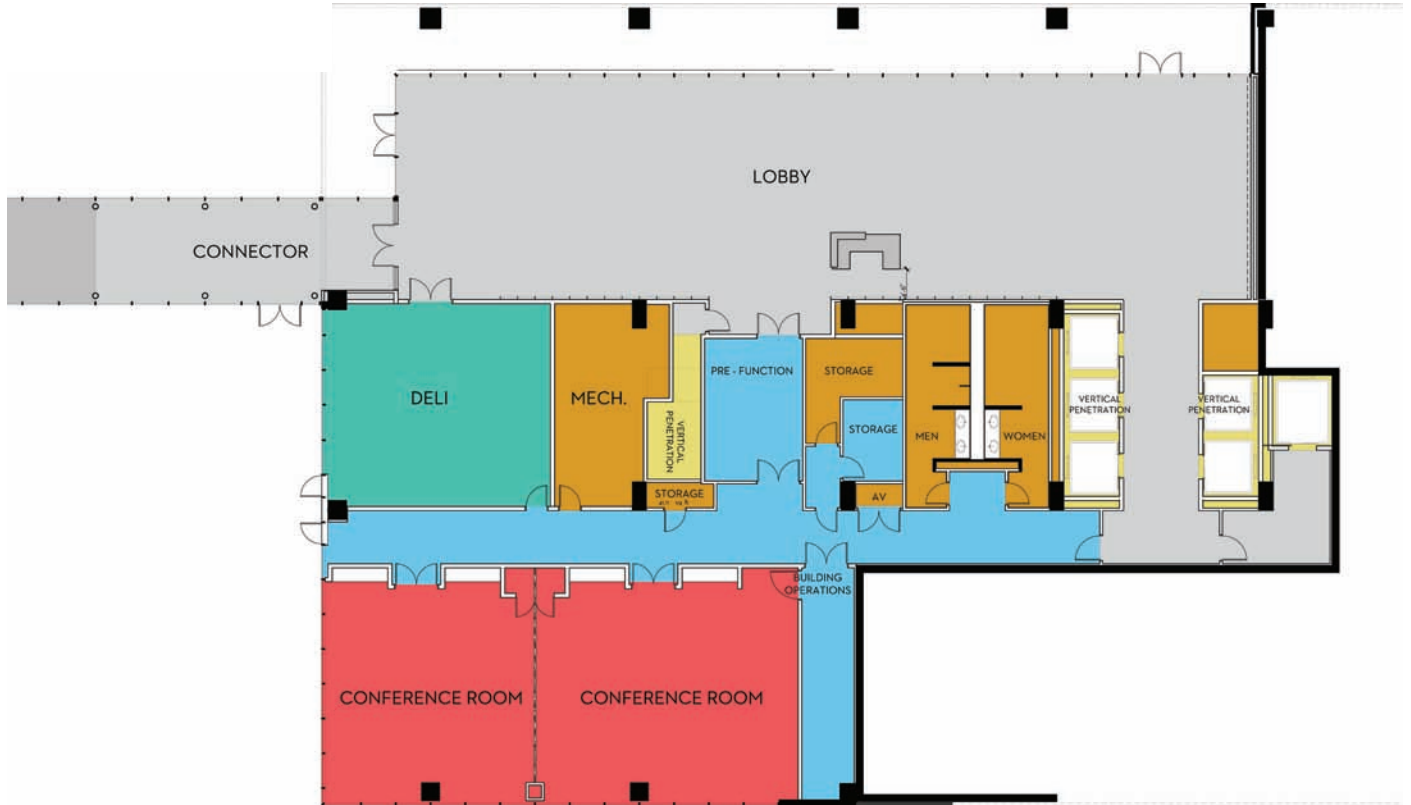 LOBBY
CONNECTOR
PRE - FUNCTION
STORAGE
DELI
MECH.
VERTICAL
PENETRATION
VERTICAL
PENETRATION
VERTICAL
PENETRATION
STORAGE
MEN
WOMEN
STORAGE
AV
BUILDING
OPERATIONS
CONFERENCE ROOM
CONFERENCE ROOM